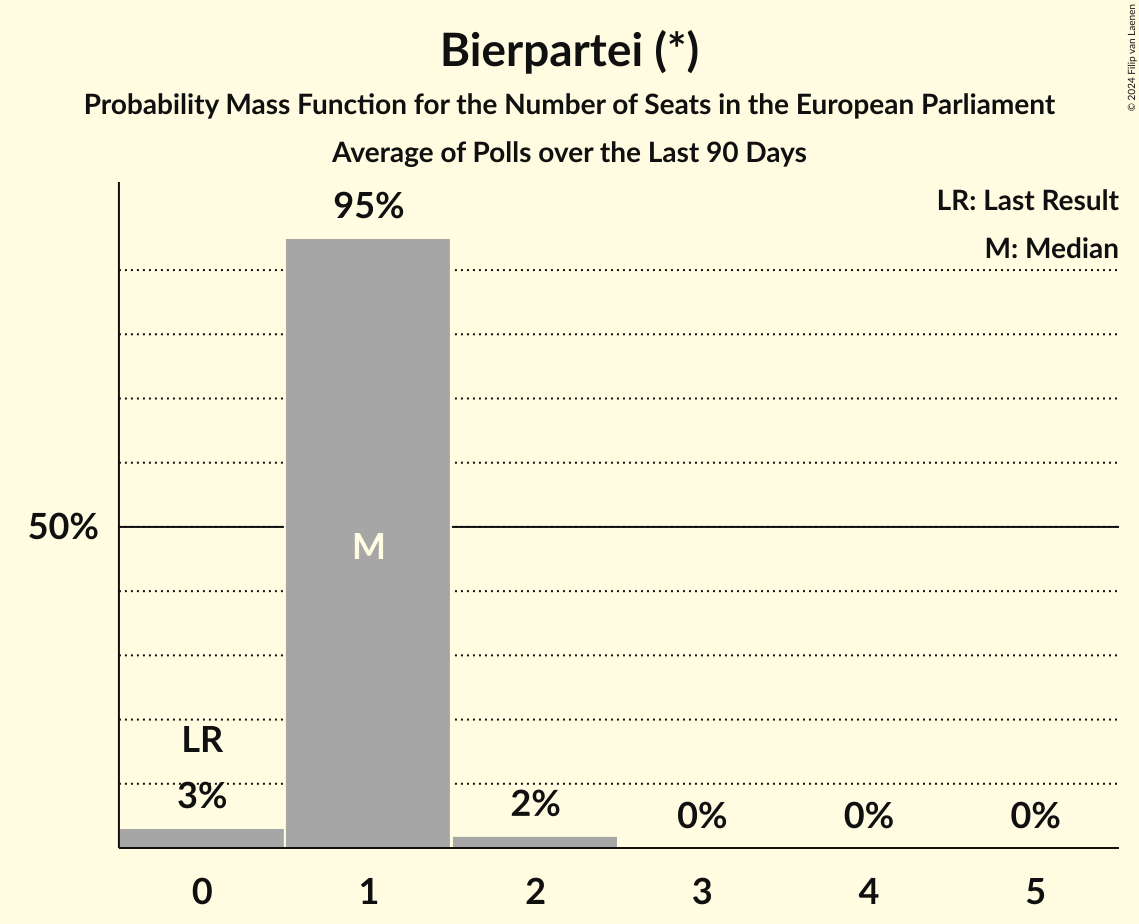 Bierpartei (*)
Probability Mass Function for the Number of Seats in the European Parliament
Average of Polls over the Last 90 Days
© 2024 Filip van Laenen
LR: Last Result
M: Median
95%
50%
M
LR
3%
2%
0%
0%
0%
0
1
2
3
4
5